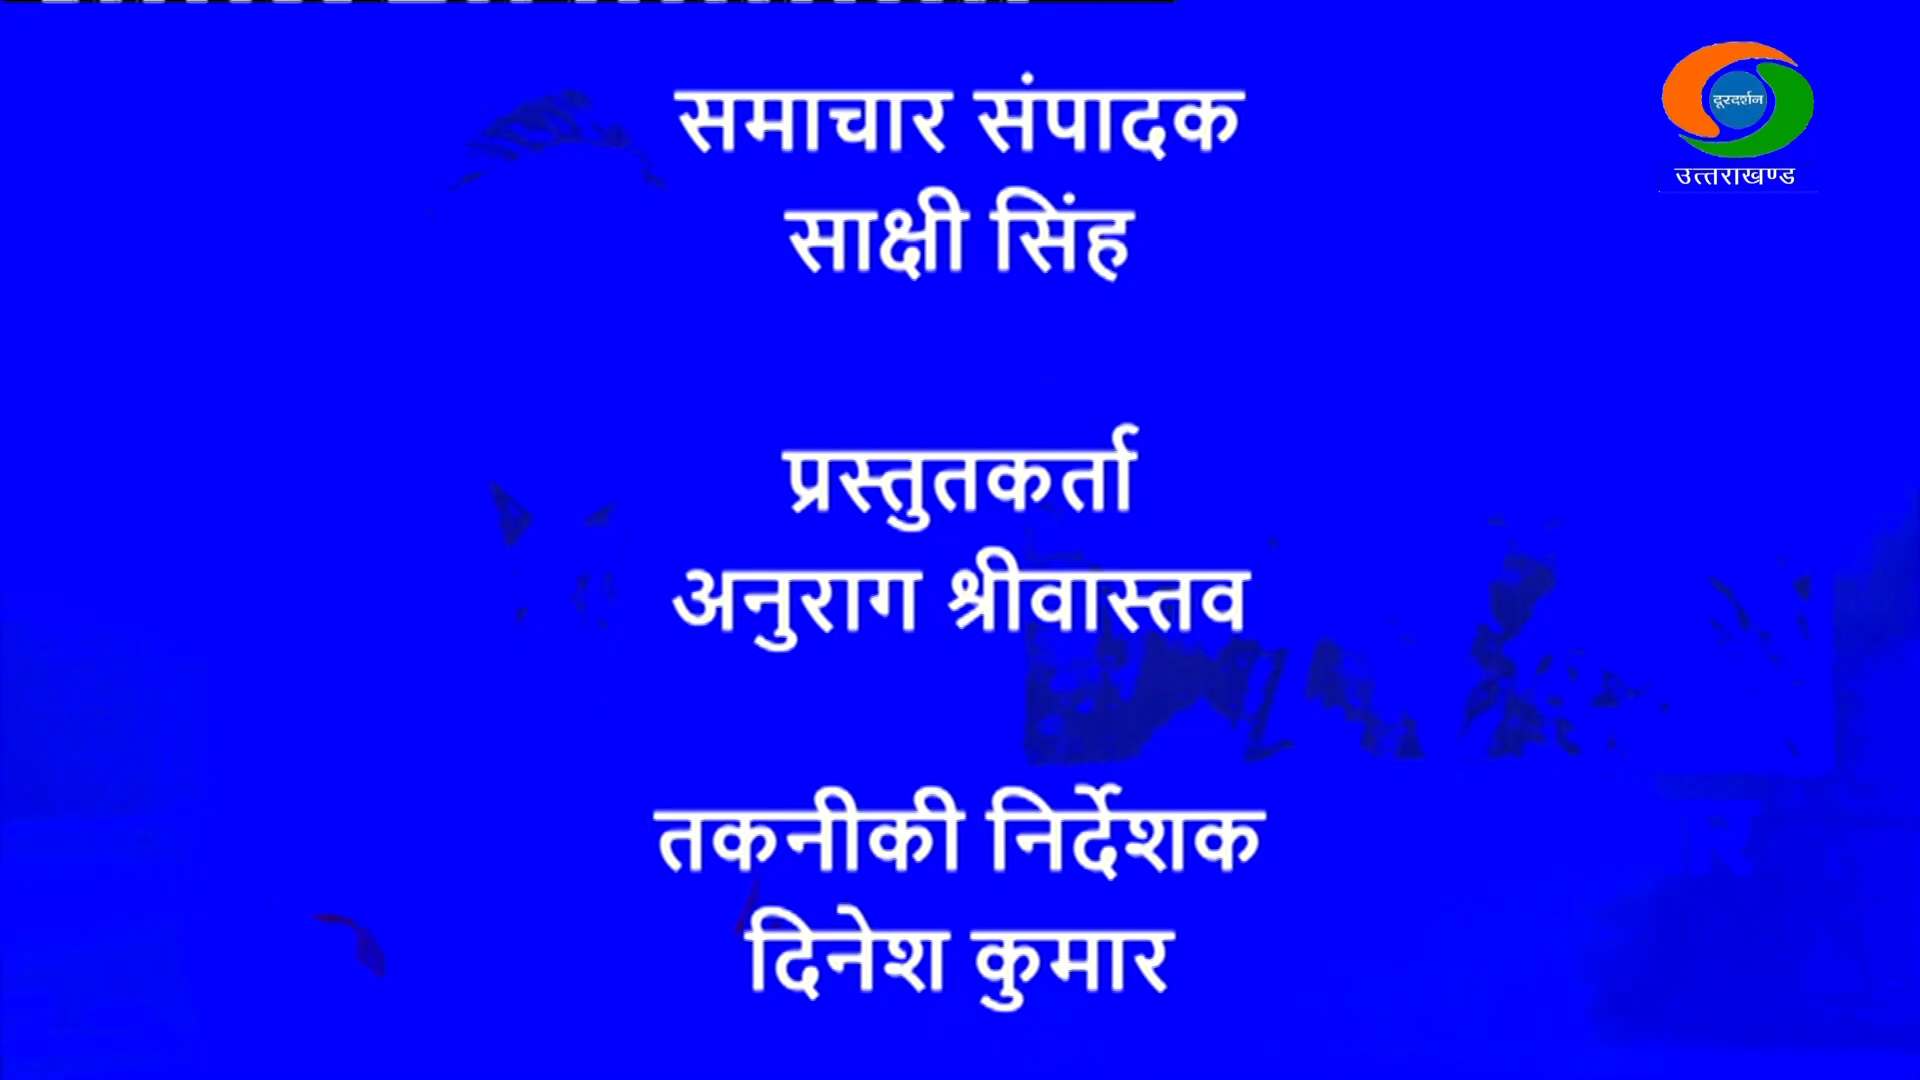 समाचार संपादक
साक्षी सिंह
प्रस्तुतकर्ता
अनुराग श्रीवास्तव
तकनीकी निर्देशक
दिनेश कुमार
दूरदर्शन
उत्तराखण्ड